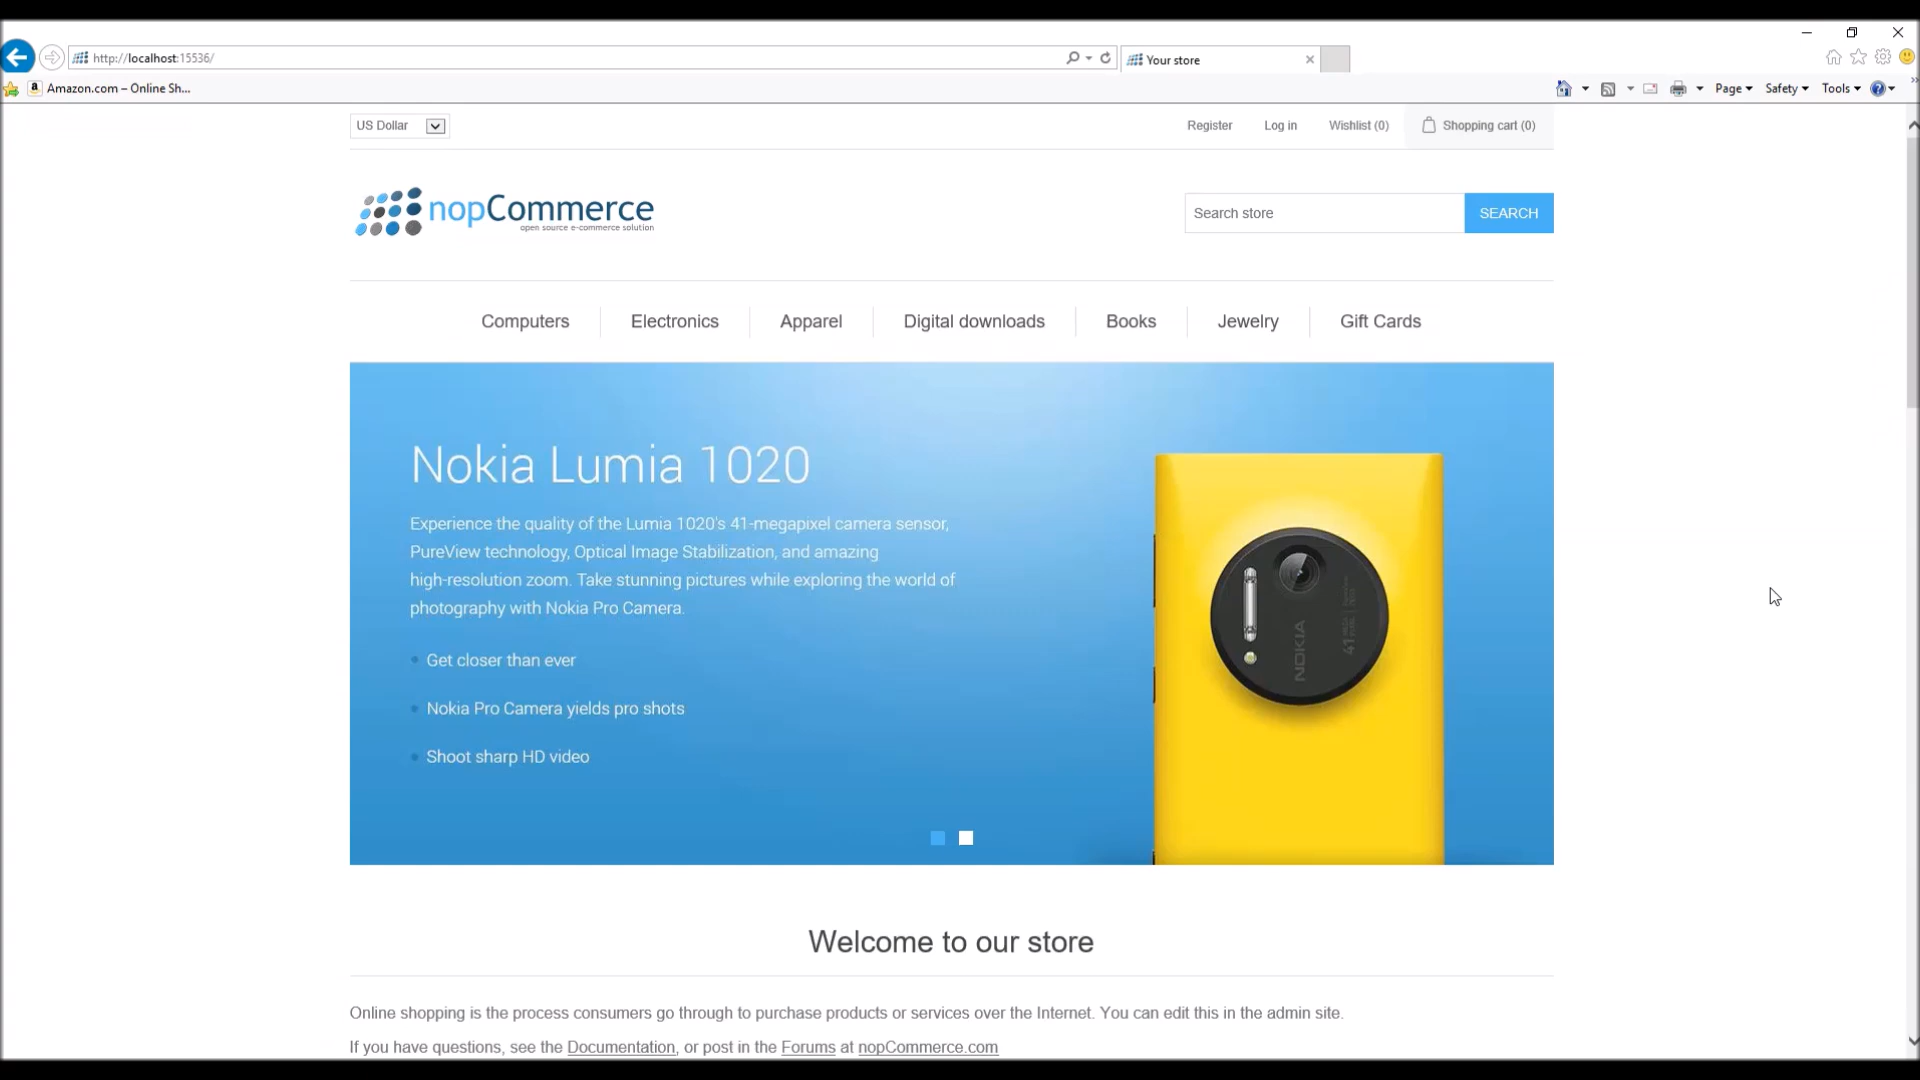 http://localhost:15536/
Your store
Amazon.com – Online Sh...
Page
Safety
Tools
US Dollar
Register
Log in
Wishlist (0)
Shopping cart (0)
nopCommerce
open source e-commerce solution
Search store
SEARCH
Computers
Electronics
Apparel
Digital downloads
Books
Jewelry
Gift Cards
Nokia Lumia 1020
Experience the quality of the Lumia 1020's 41-megapixel camera sensor,
PureView technology, Optical Image Stabilization, and amazing
high-resolution zoom. Take stunning pictures while exploring the world of
photography with Nokia Pro Camera.
Get closer than ever
Nokia Pro Camera yields pro shots
Shoot sharp HD video
NOKIA
Welcome to our store
Online shopping is the process consumers go through to purchase products or services over the Internet. You can edit this in the admin site.
If you have questions, see the Documentation, or post in the Forums at nopCommerce.com